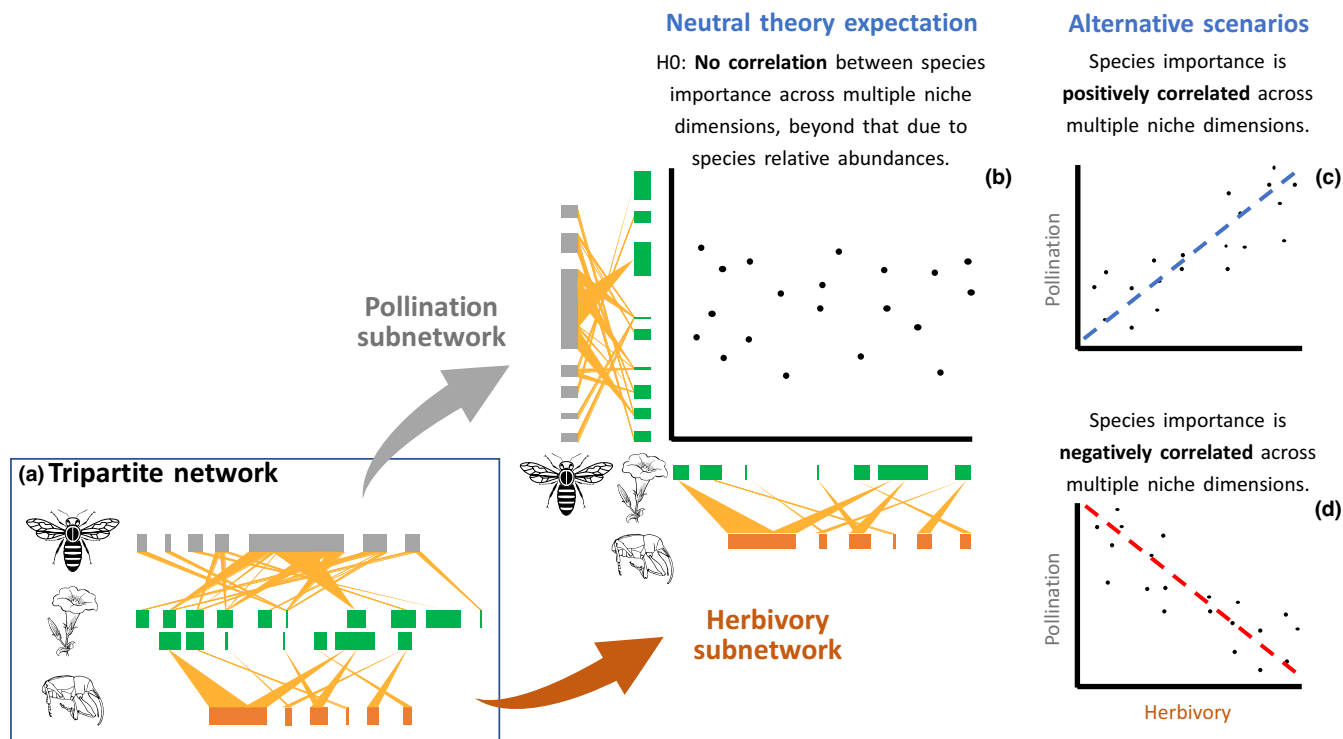 Neutral theory expectation
H0: No correlation between species
importance across multiple niche
dimensions, beyond that due to
species relative abundances.
(b)
Alternative scenarios
Species importance is
positively correlated across
multiple niche dimensions.
(c)
Pollination
Pollination
subnetwork
(a) Tripartite network
Herbivory
subnetwork
Species importance is
negatively correlated across
multiple niche dimensions.
(d)
Pollination
Herbivory